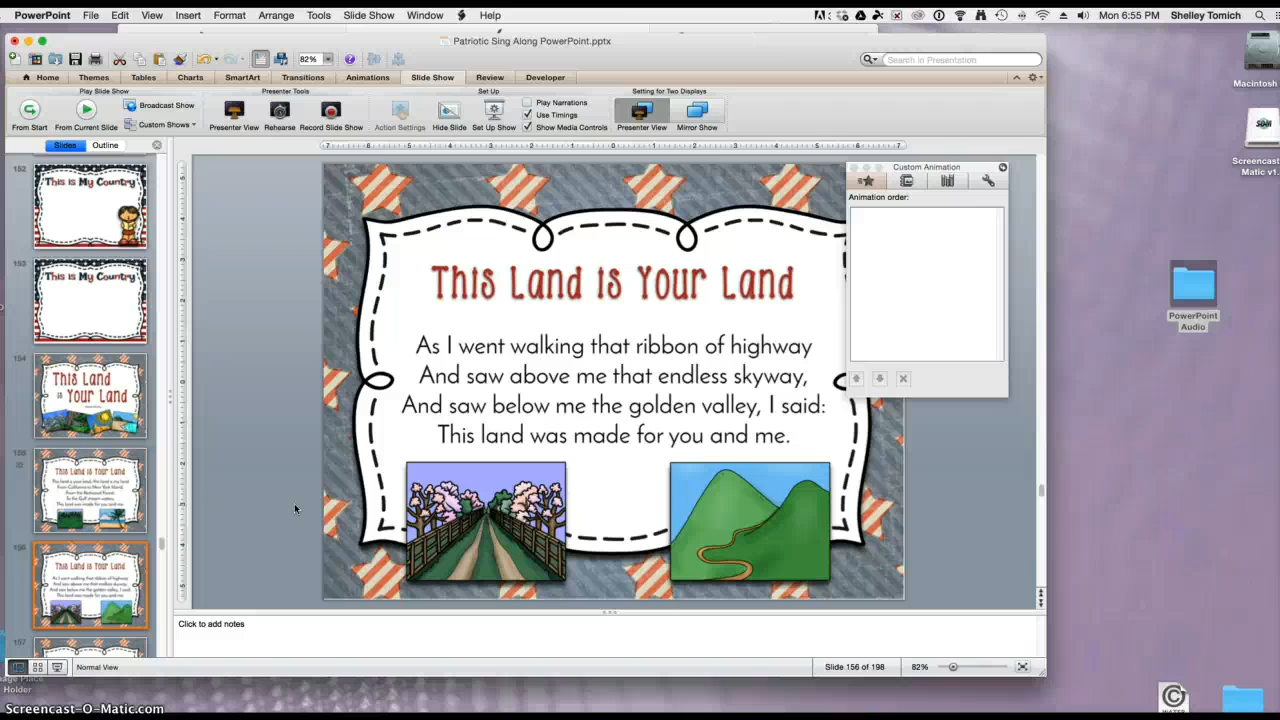 PowerPoint File Edit View Insert Format Arrange Tools Slide Show Window Help Mon 6:55 PM Shelley Tomich
Patriotic Sing Along PowerPoint.pptx
82% Search in Presentation
Home Themes Tables Charts SmartArt Transitions Animations Slide Show Review Developer
Play Slide Show Presenter Tools Set Up Setting for Two Displays
Broadcast Show
Custom Shows
Play Narrations
Use Timings
Show Media Controls
From Start From Current Slide Presenter View Rehearse Record Slide Show Action Settings Hide Slide Set Up Show Presenter View Mirror Show
Slides Outline
152
This is My Country
153
This is My Country
154
This Land
is Your Land
This Land is Your Land
This Land is Your Land
157
Custom Animation
Animation order:
This Land is Your Land
As I went walking that ribbon of highway
And saw above me that endless skyway,
And saw below me the golden valley, I said:
This land was made for you and me.
Click to add notes
Normal View Slide 156 of 198 82%
Macintosh
Screencast
Matic v1.
PowerPoint
Audio
Holder
Screencast-O-Matic.com